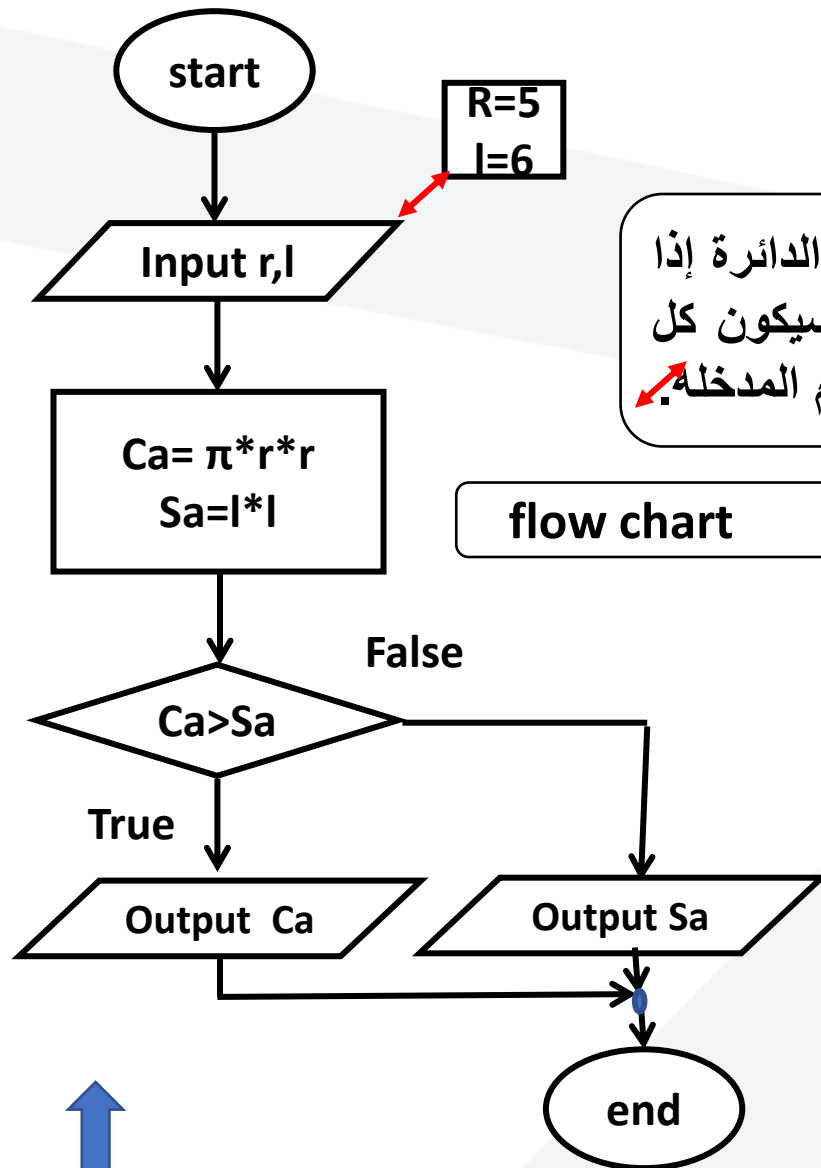 start
R=5
l=6
Input r,l
الدائرة إذا
سيكون كل
المدخله.
Ca= π*r*r
Sa=l*l
flow chart
False
Ca>Sa
True
Output Ca
Output Sa
end